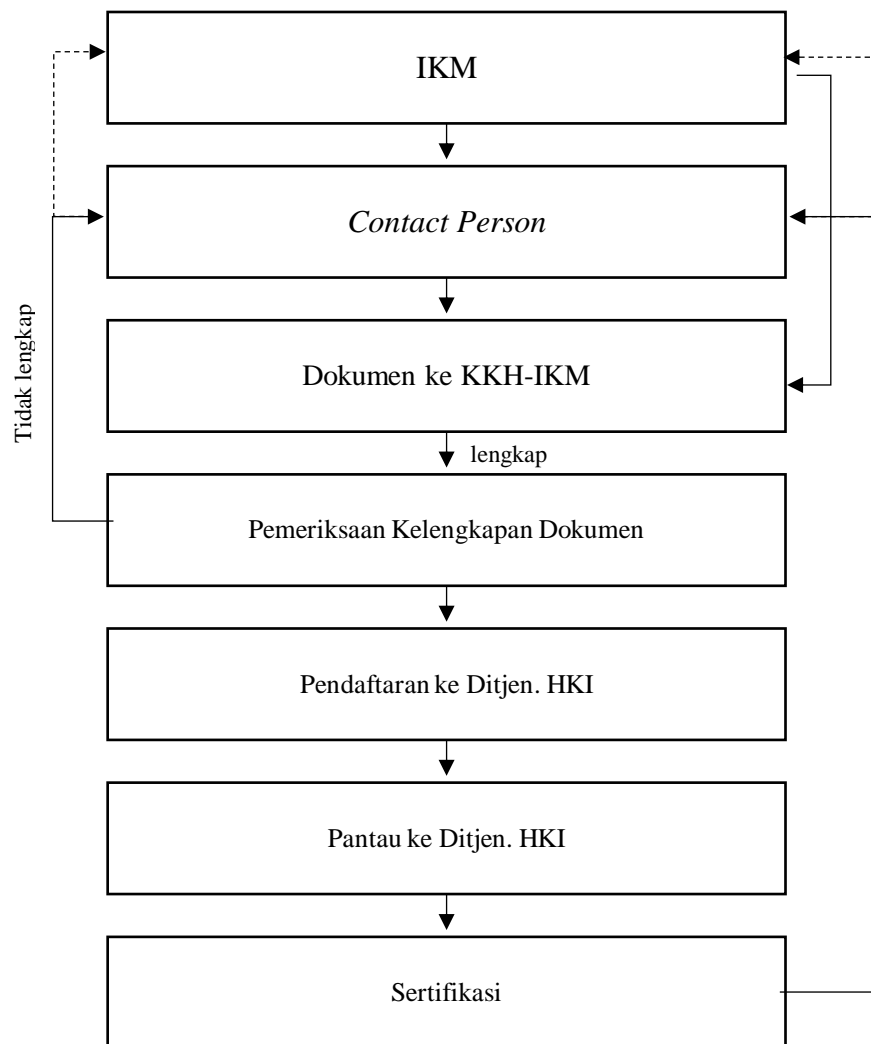 IKM
Contact Person
Dokumen ke KKH-IKM
Tidak lengkap
lengkap
Pemeriksaan Kelengkapan Dokumen
Pendaftaran ke Ditjen. HKI
Pantau ke Ditjen. HKI
Sertifikasi